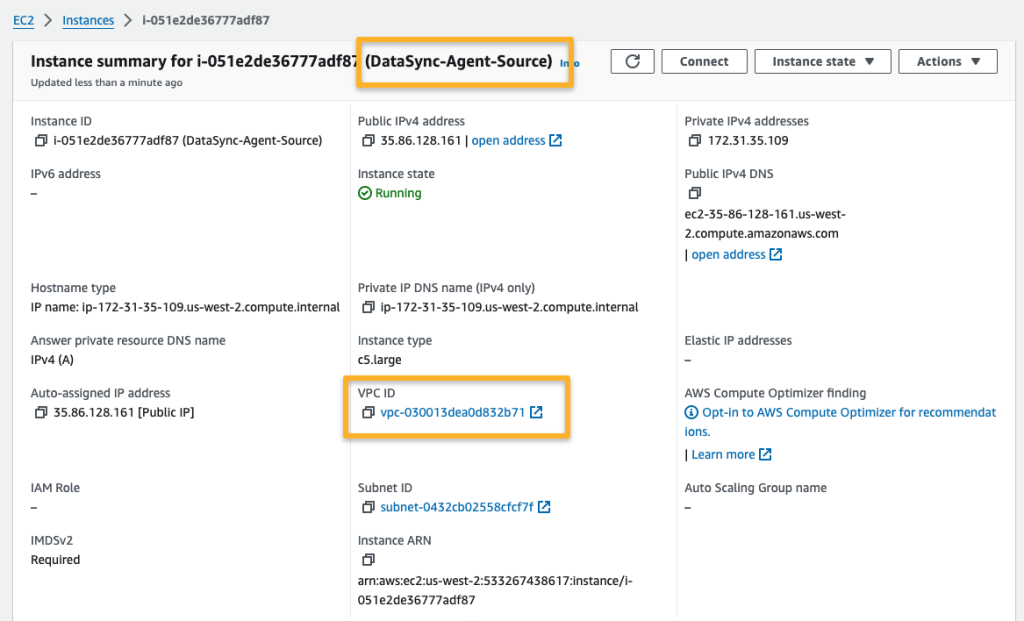 EC2 > Instances > i-051e2de36777adf87
Instance summary for i-051e2de36777adf87 (DataSync-Agent-Source) Info
Connect
Instance state ▼
Actions ▼
Updated less than a minute ago
Instance ID
i-051e2de36777adf87 (DataSync-Agent-Source)
Public IPv4 address
35.86.128.161 | open address
Private IPv4 addresses
172.31.35.109
IPv6 address
–
Instance state
Running
Public IPv4 DNS
ec2-35-86-128-161.us-west-
2.compute.amazonaws.com
| open address
Hostname type
IP name: ip-172-31-35-109.us-west-2.compute.internal
Private IP DNS name (IPv4 only)
ip-172-31-35-109.us-west-2.compute.internal
Answer private resource DNS name
IPv4 (A)
Instance type
c5.large
Elastic IP addresses
–
Auto-assigned IP address
35.86.128.161 [Public IP]
VPC ID
vpc-030013dea0d832b71
AWS Compute Optimizer finding
Opt-in to AWS Compute Optimizer for recommendat
ions.
| Learn more
IAM Role
–
Subnet ID
subnet-0432cb02558cfcf7f
Auto Scaling Group name
–
IMDSv2
Required
Instance ARN
arn:aws:ec2:us-west-2:533267438617:instance/i-
051e2de36777adf87